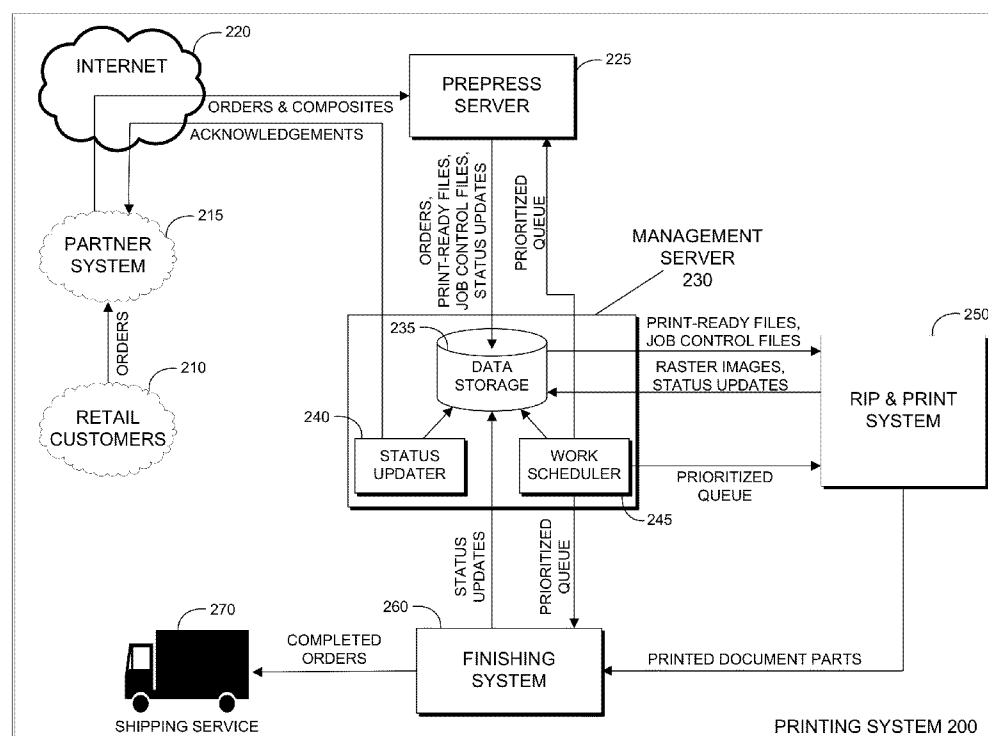 220
INTERNET
ORDERS & COMPOSITES
ACKNOWLEDGEMENTS
PREPRESS
SERVER
225
215
PARTNER
SYSTEM
ORDERS
210
RETAIL
CUSTOMERS
ORDERS,
PRINT-READY FILES,
JOB CONTROL FILES,
STATUS UPDATES
PRIORITIZED
QUEUE
MANAGEMENT
SERVER
230
235
DATA
STORAGE
240
STATUS
UPDATER
WORK
SCHEDULER
245
PRINT-READY FILES,
JOB CONTROL FILES
RASTER IMAGES,
STATUS UPDATES
PRIORITIZED
QUEUE
250
RIP & PRINT
SYSTEM
STATUS
UPDATES
PRIORITIZED
QUEUE
260
FINISHING
SYSTEM
PRINTED DOCUMENT PARTS
COMPLETED
ORDERS
270
SHIPPING SERVICE
PRINTING SYSTEM 200